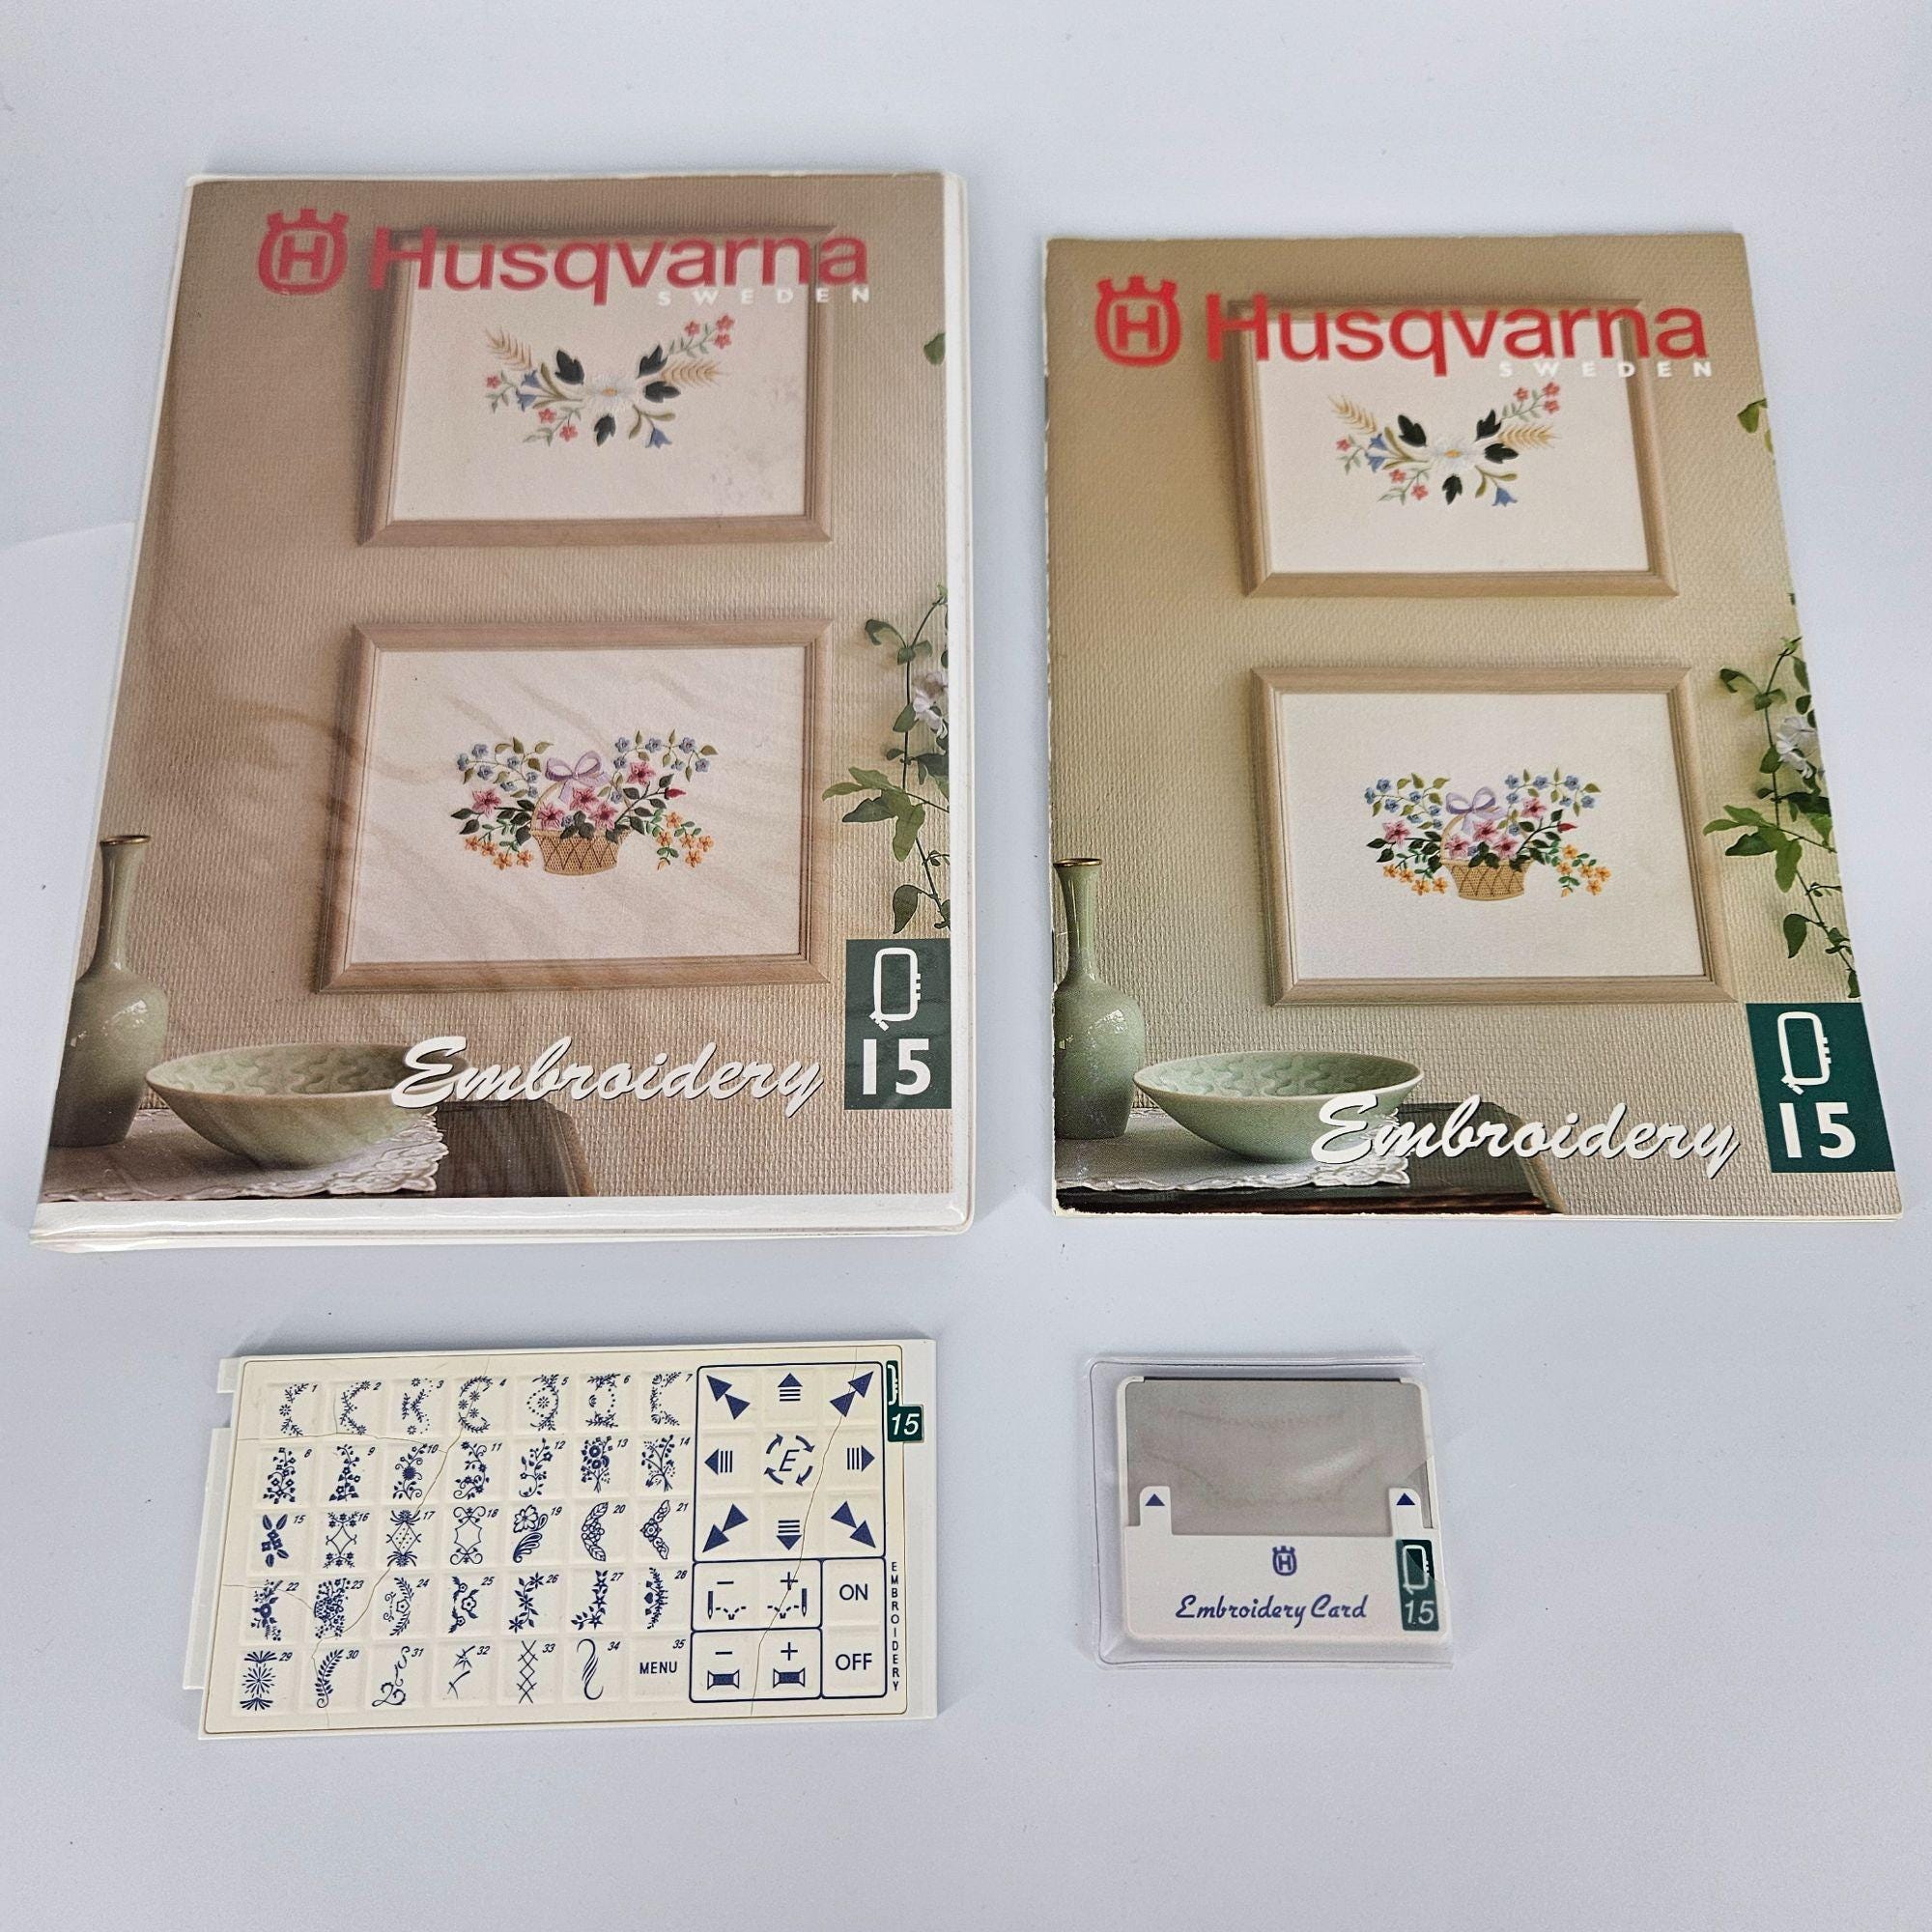 H Husqvarna
SWEDEN
Embroidery
15
H Husqvarna
SWEDEN
Embroidery
15
1 2 3 4 5 6 7
8 9 10 11 12 13 14
15 16 17 18 19 20 21
22 23 24 25 26 27 28
29 30 31 32 33 34 35
MENU
E
- +
- +
ON
OFF
15
EMBROIDERY
H
Embroidery Card
15